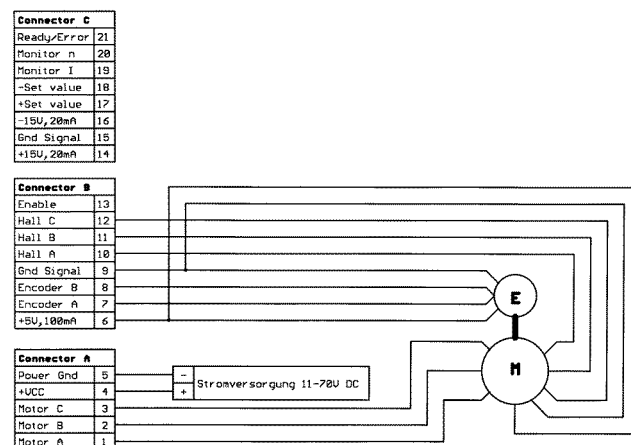 Connector C
Ready/Error 21
Monitor n 20
Monitor I 19
-Set value 18
+Set value 17
-15V,20mA 16
Gnd Signal 15
+15V,20mA 14
Connector B
Enable 13
Hall C 12
Hall B 11
Hall A 10
Gnd Signal 9
Encoder B 8
Encoder A 7
+5V,100mA 6
E
Connector A
Power Gnd 5
+VCC 4
Motor C 3
Motor B 2
Motor A 1
-
+
Stromversorgung 11-70V DC
M